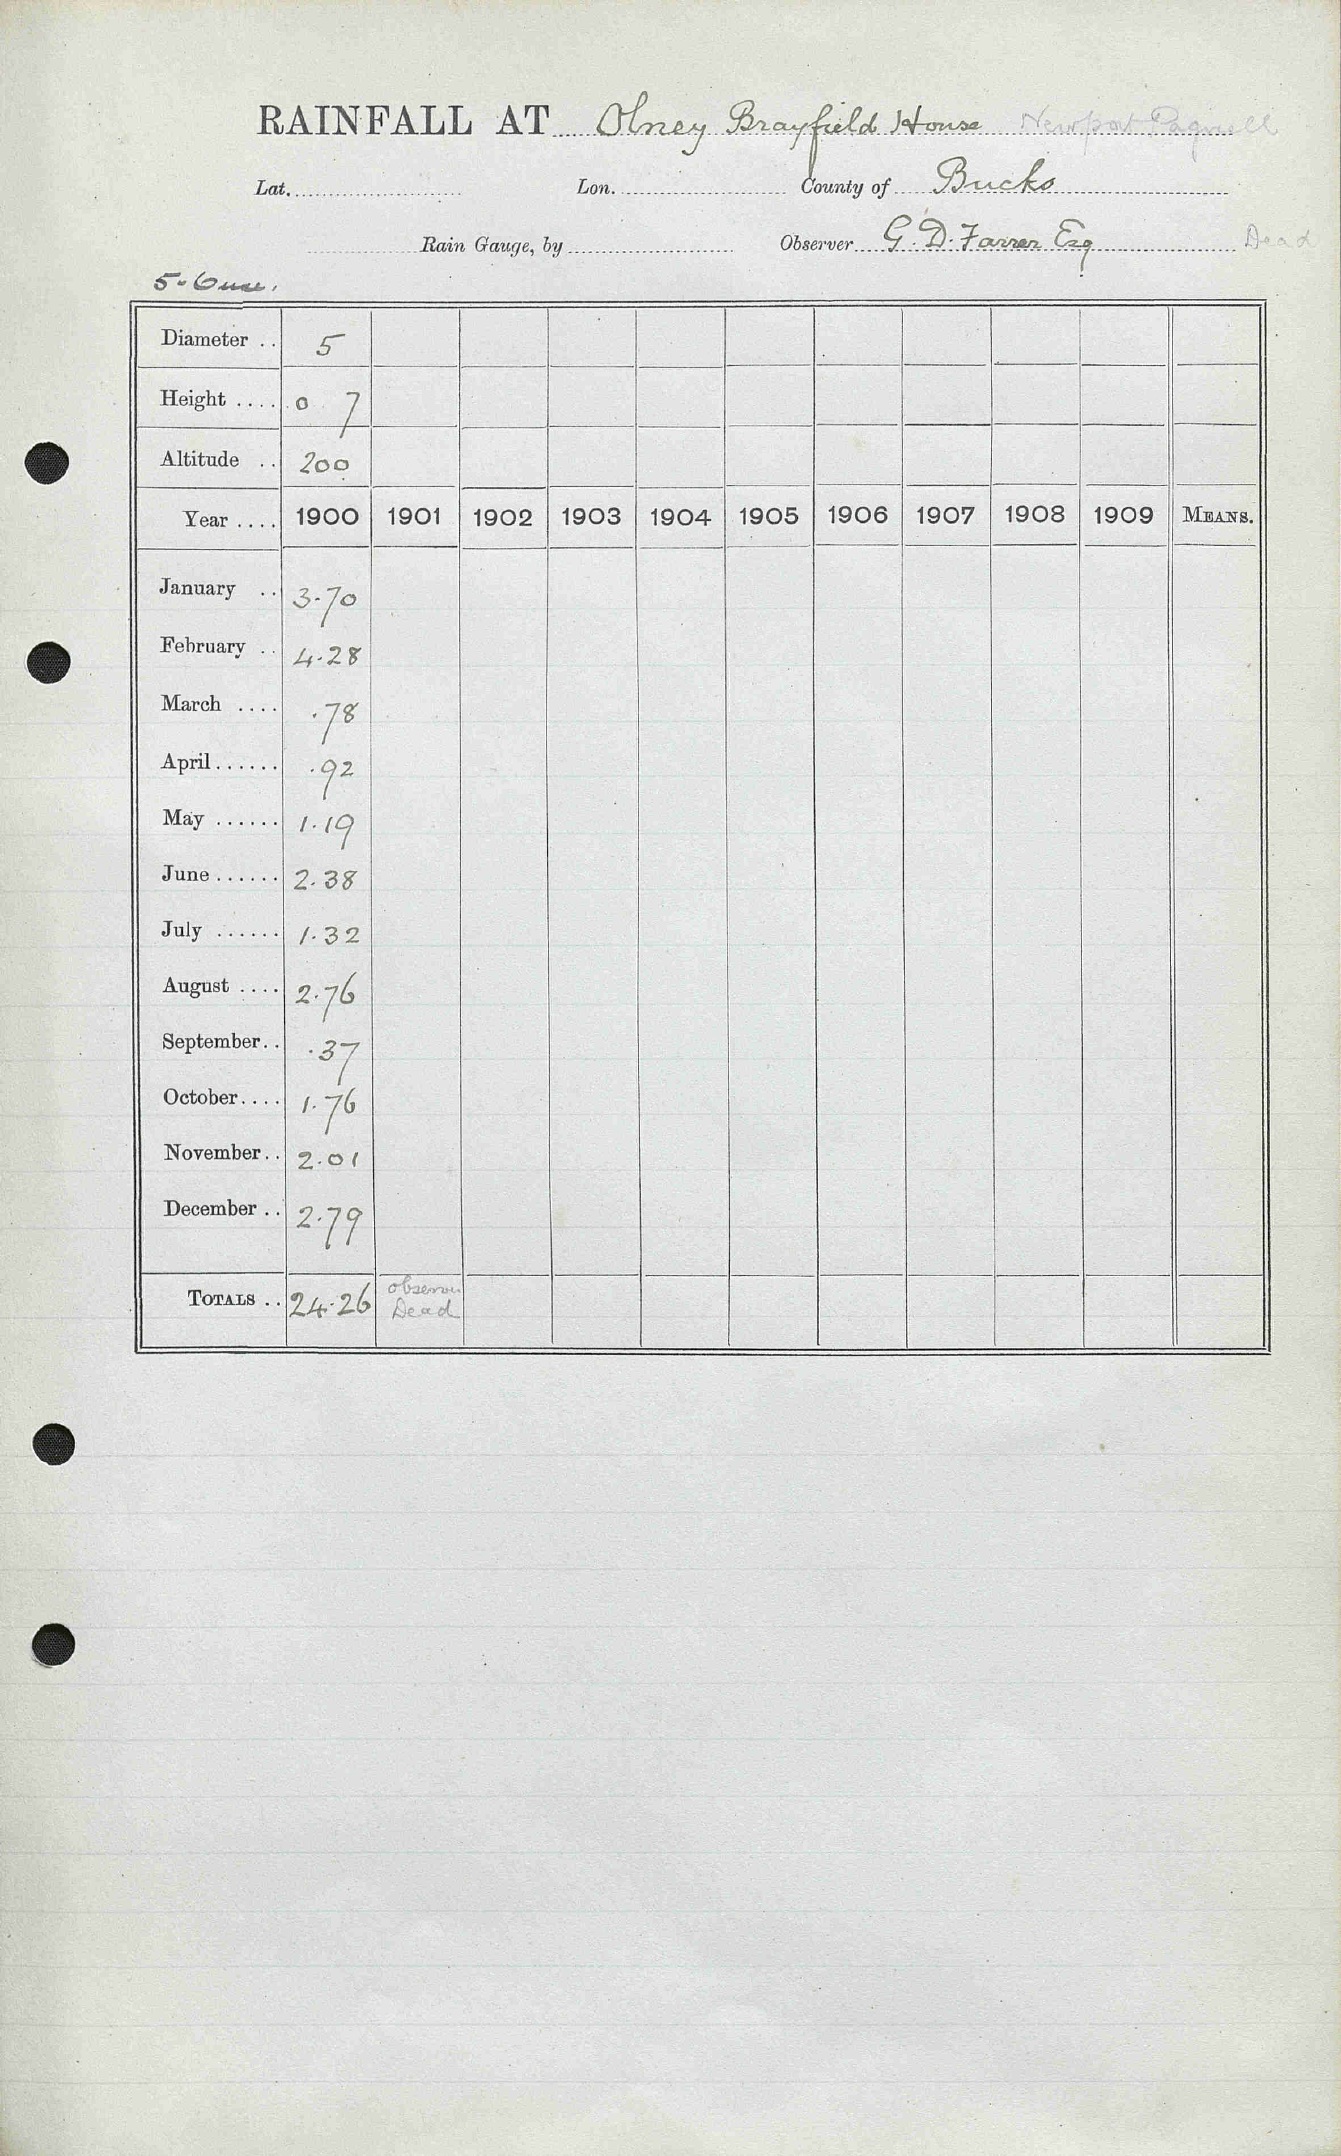 RAINFALL AT Olney Brayfield House Newport Pagnell
Lat. Lon. County of Bucks
Rain Gauge, by Observer G. D. Farrer Esq Dead
5-Ouse.
Diameter .. 5
Height .... 0 7
Altitude .. 200
Year .... 1900 1901 1902 1903 1904 1905 1906 1907 1908 1909 MEANS.
January .. 3.70
February .. 4.28
March .... .78
April ...... .92
May ...... 1.19
June ...... 2.38
July ...... 1.32
August .... 2.76
September .. .37
October .... 1.76
November .. 2.01
December .. 2.79
TOTALS .. 24.26 observer
Dead